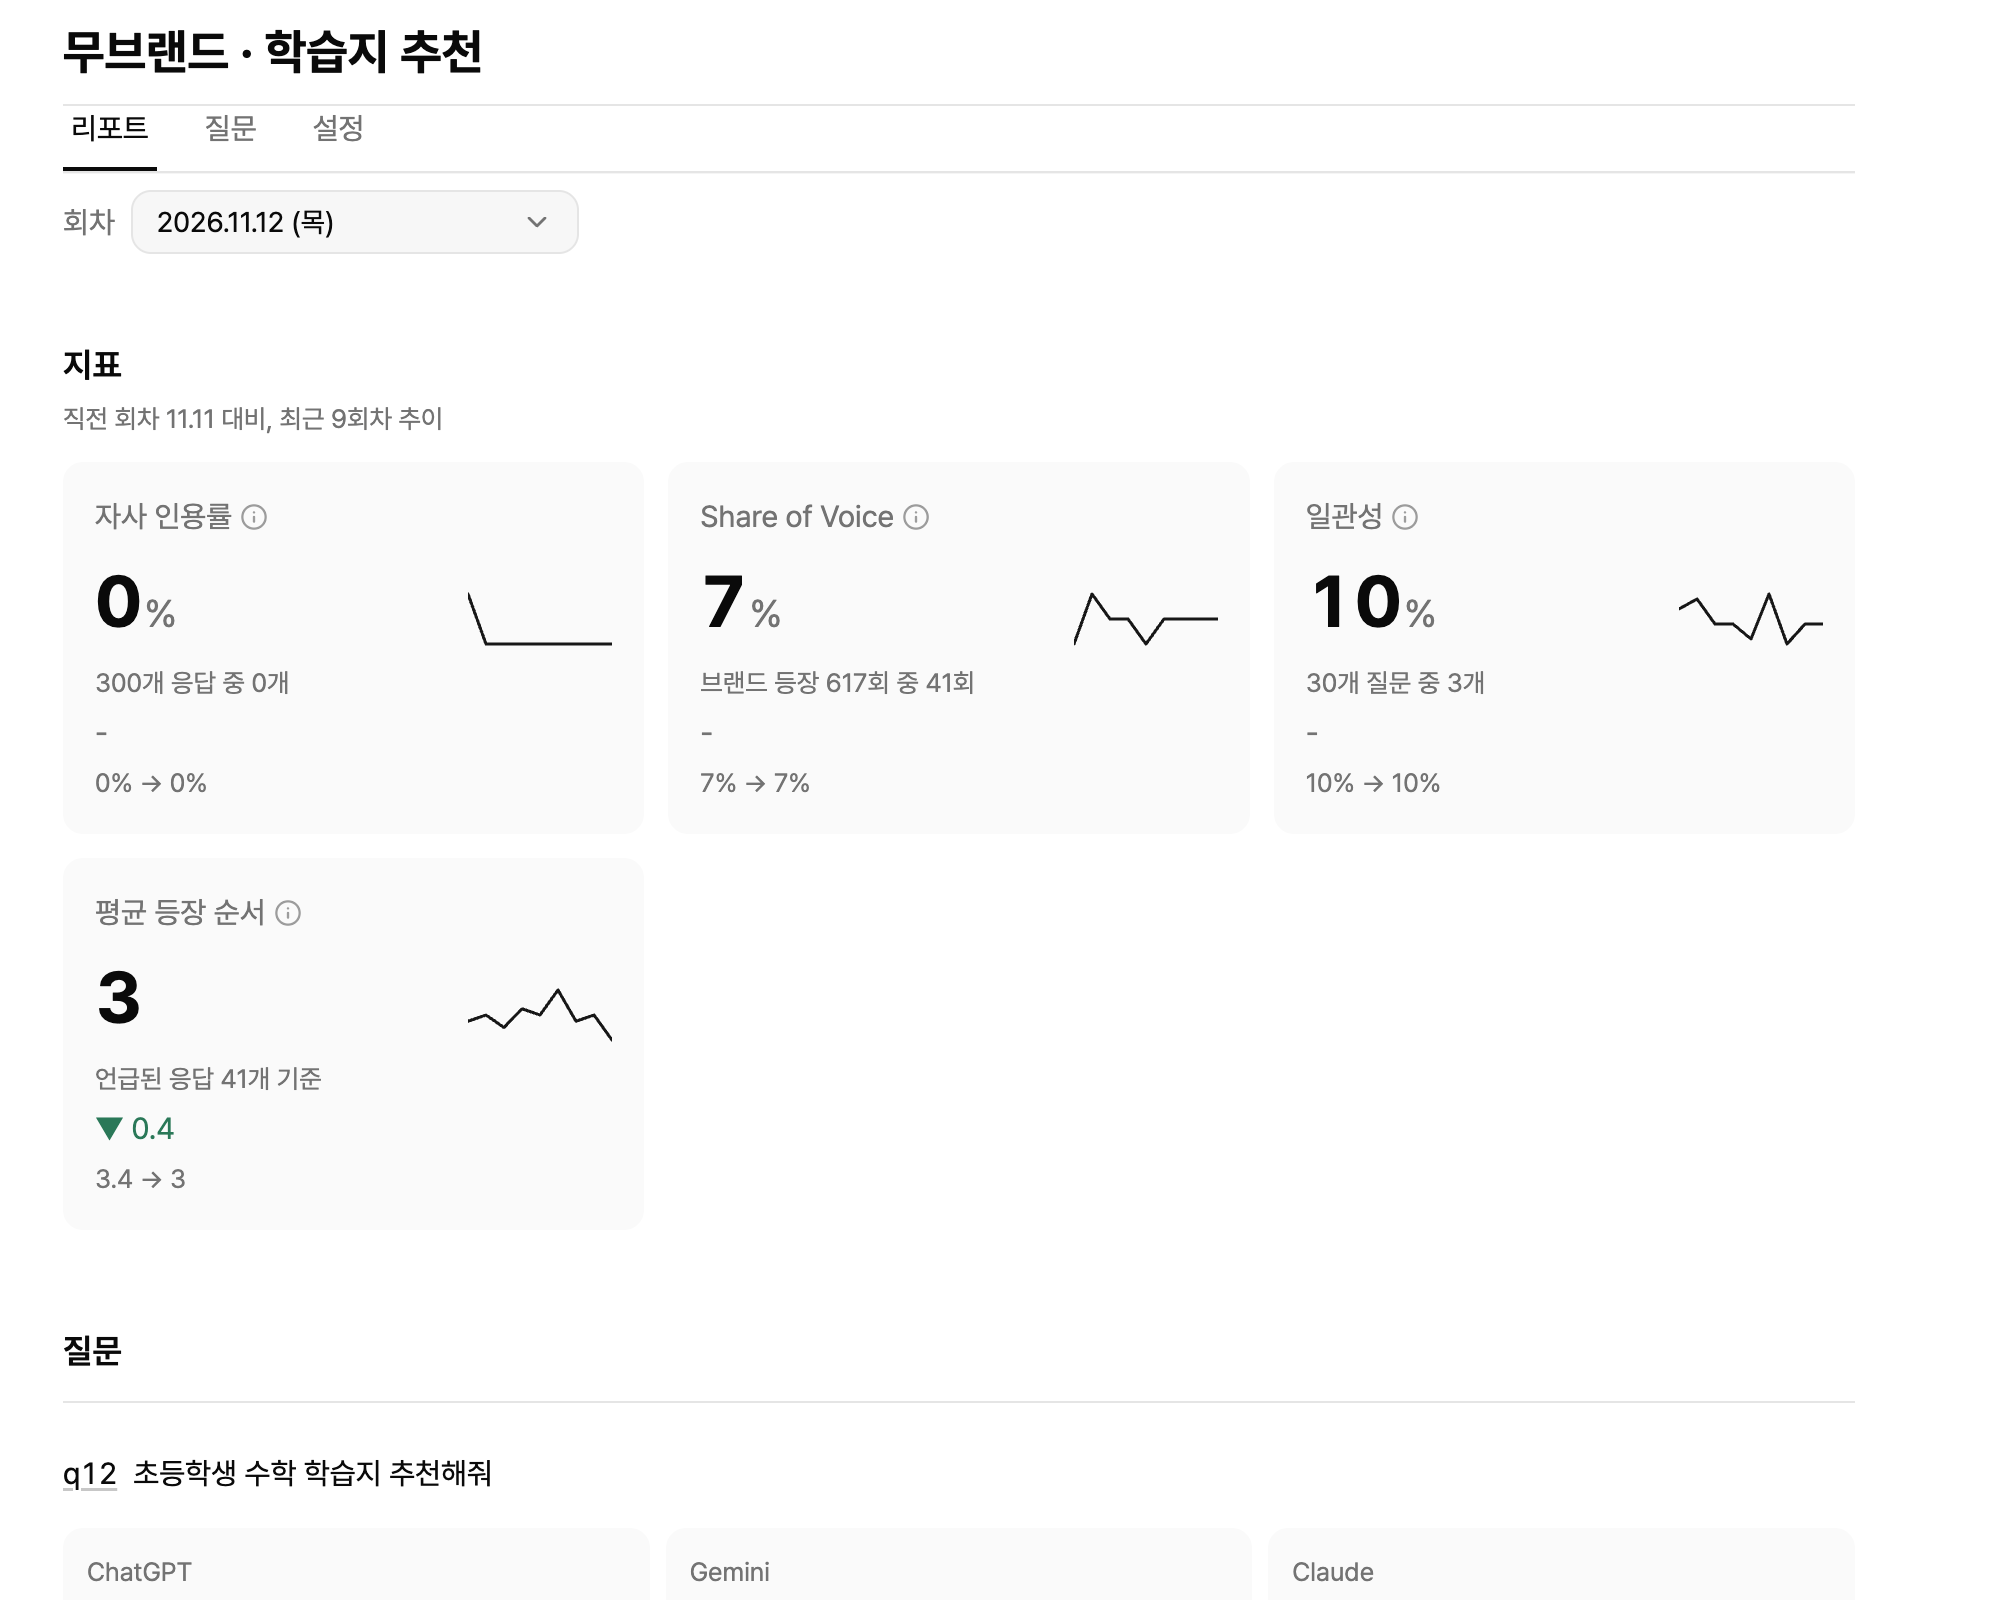 무브랜드 · 학습지 추천
리포트 질문 설정
회차 2026.11.12 (목)
지표
직전 회차 11.11 대비, 최근 9회차 추이
자사 인용률
0%
300개 응답 중 0개
-
0% → 0%
Share of Voice
7%
브랜드 등장 617회 중 41회
-
7% → 7%
일관성
10%
30개 질문 중 3개
-
10% → 10%
평균 등장 순서
3
언급된 응답 41개 기준
▼ 0.4
3.4 → 3
질문
q12 초등학생 수학 학습지 추천해줘
ChatGPT
Gemini
Claude